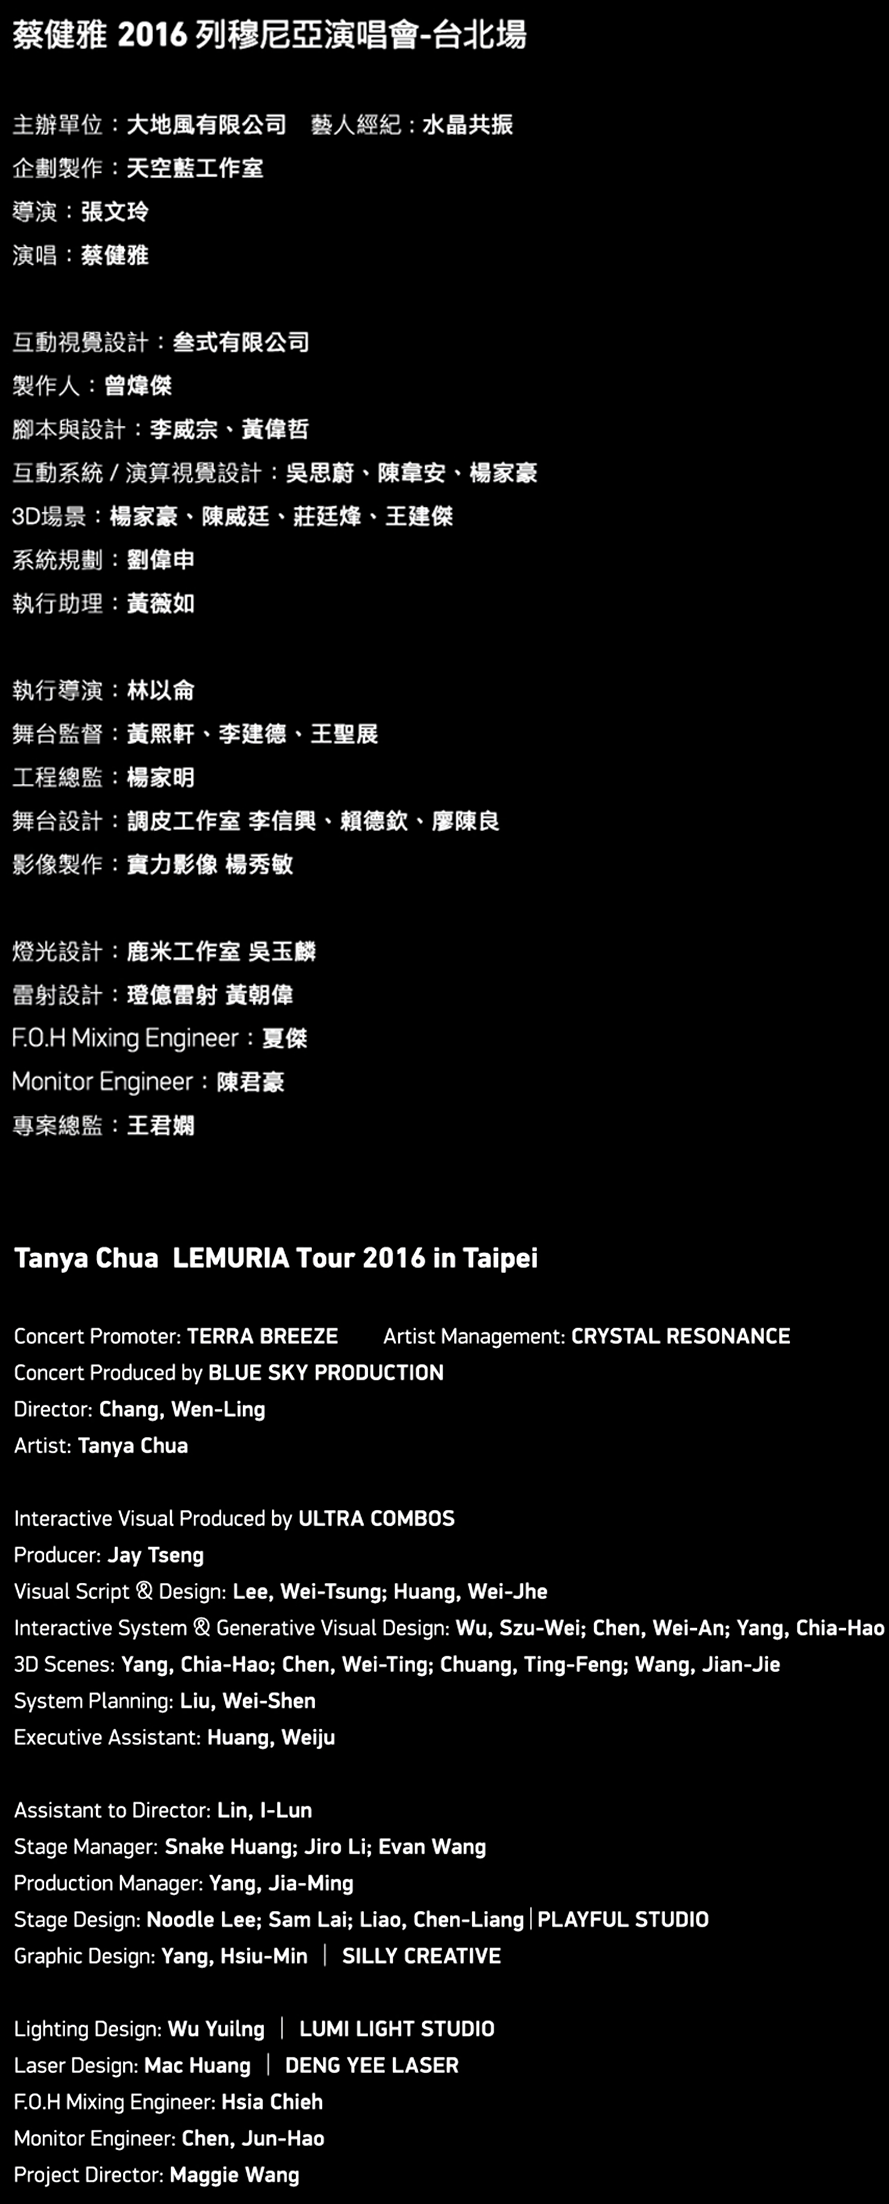 蔡健雅 2016 列穆尼亞演唱會-台北場
主辦單位：大地風有限公司　藝人經紀：水晶共振
企劃製作：天空藍工作室
導演：張文玲
演唱：蔡健雅
互動視覺設計：叁式有限公司
製作人：曾煒傑
腳本與設計：李威宗、黃偉哲
互動系統 / 演算視覺設計：吳思蔚、陳韋安、楊家豪
3D場景：楊家豪、陳威廷、莊廷烽、王建傑
系統規劃：劉偉申
執行助理：黃薇如
執行導演：林以侖
舞台監督：黃熙軒、李建德、王聖展
工程總監：楊家明
舞台設計：調皮工作室 李信興、賴德欽、廖陳良
影像製作：實力影像 楊秀敏
燈光設計：鹿米工作室 吳玉麟
雷射設計：璒億雷射 黃朝偉
F.O.H Mixing Engineer：夏傑
Monitor Engineer：陳君豪
專案總監：王君嫻
Tanya Chua LEMURIA Tour 2016 in Taipei
Concert Promoter: TERRA BREEZE　Artist Management: CRYSTAL RESONANCE
Concert Produced by BLUE SKY PRODUCTION
Director: Chang, Wen-Ling
Artist: Tanya Chua
Interactive Visual Produced by ULTRA COMBOS
Producer: Jay Tseng
Visual Script & Design: Lee, Wei-Tsung; Huang, Wei-Jhe
Interactive System & Generative Visual Design: Wu, Szu-Wei; Chen, Wei-An; Yang, Chia-Hao
3D Scenes: Yang, Chia-Hao; Chen, Wei-Ting; Chuang, Ting-Feng; Wang, Jian-Jie
System Planning: Liu, Wei-Shen
Executive Assistant: Huang, Weiju
Assistant to Director: Lin, I-Lun
Stage Manager: Snake Huang; Jiro Li; Evan Wang
Production Manager: Yang, Jia-Ming
Stage Design: Noodle Lee; Sam Lai; Liao, Chen-Liang｜PLAYFUL STUDIO
Graphic Design: Yang, Hsiu-Min ｜ SILLY CREATIVE
Lighting Design: Wu Yuilng ｜ LUMI LIGHT STUDIO
Laser Design: Mac Huang ｜ DENG YEE LASER
F.O.H Mixing Engineer: Hsia Chieh
Monitor Engineer: Chen, Jun-Hao
Project Director: Maggie Wang